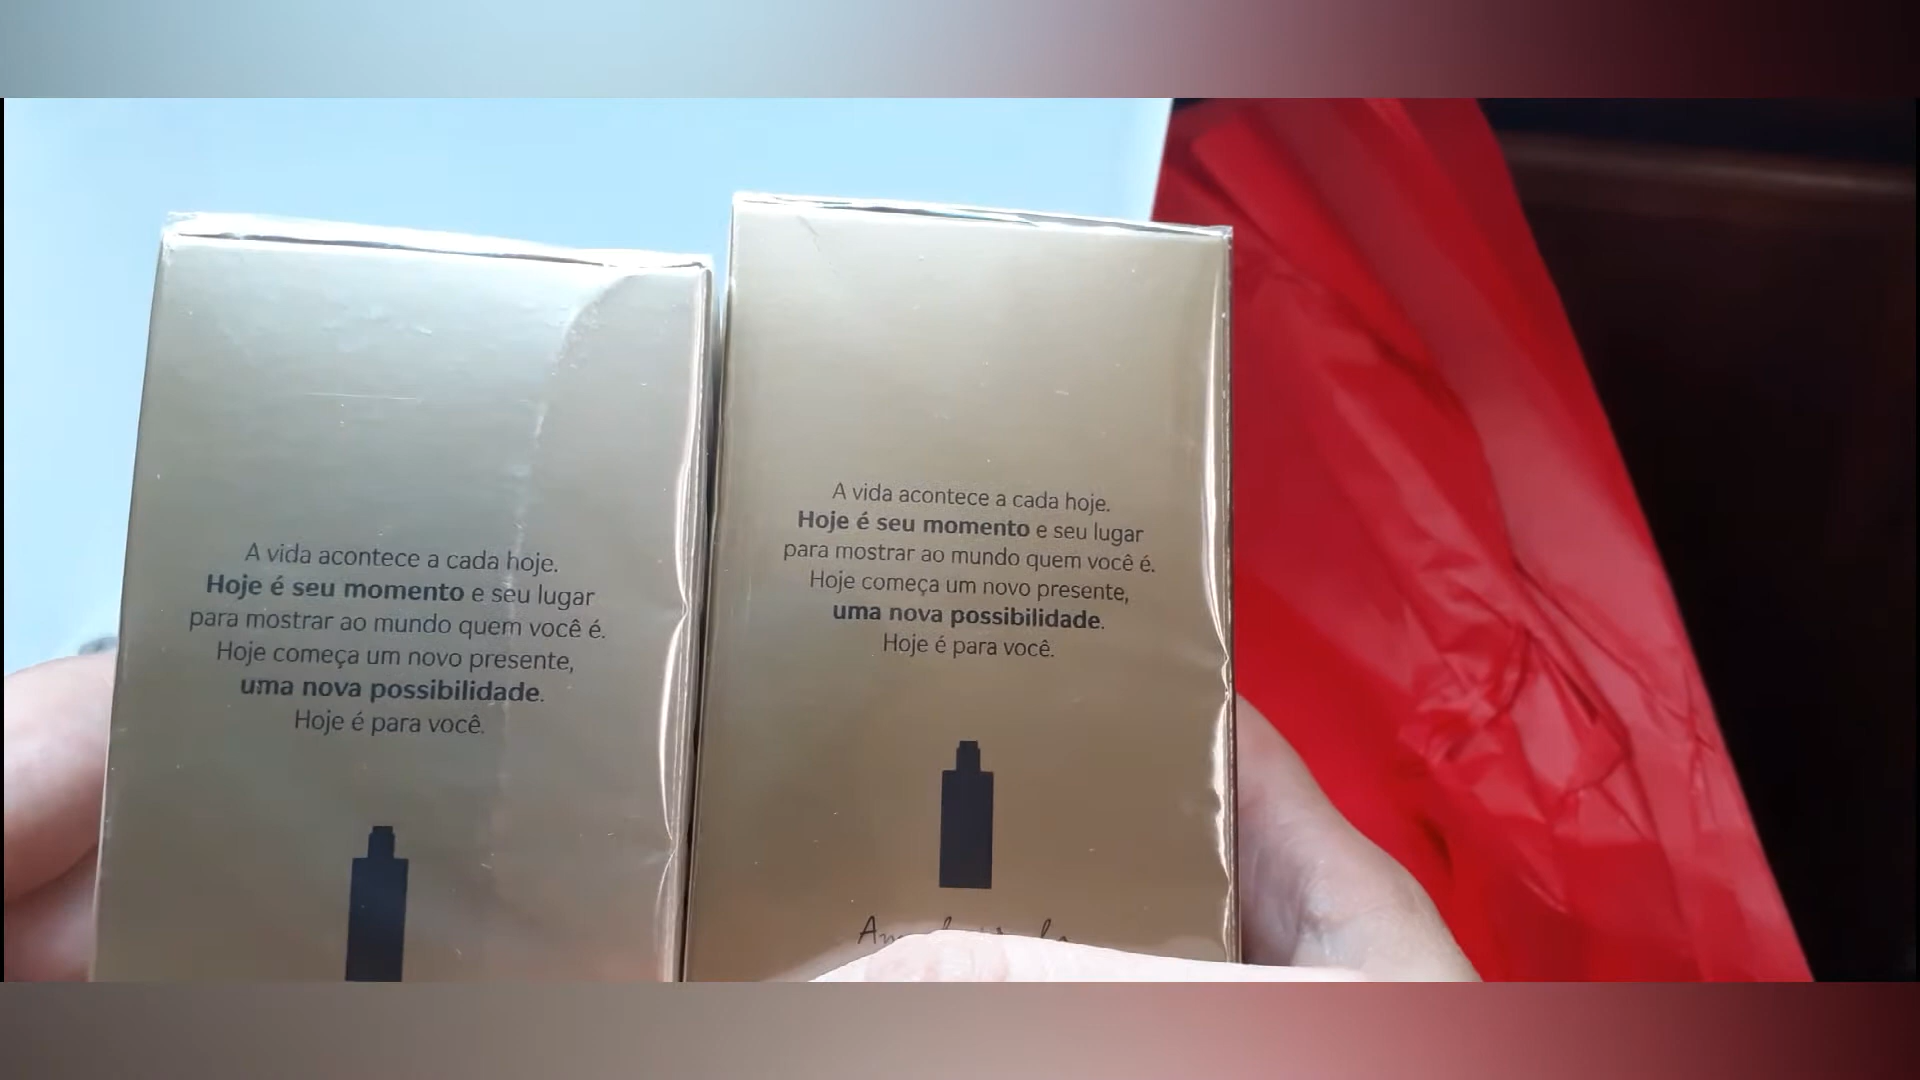 A vida acontece a cada hoje.
Hoje é seu momento e seu lugar
para mostrar ao mundo quem você é.
Hoje começa um novo presente,
uma nova possibilidade.
Hoje é para você.
A vida acontece a cada hoje.
Hoje é seu momento e seu lugar
para mostrar ao mundo quem você é.
Hoje começa um novo presente,
uma nova possibilidade.
Hoje é para você.